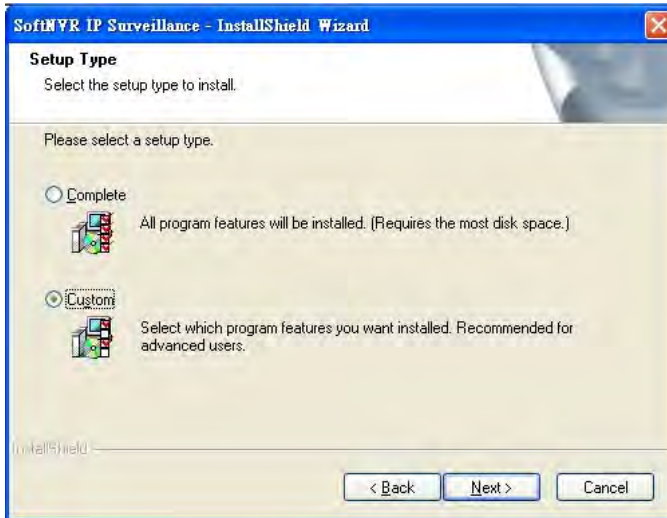 SoftNVR IP Surveillance - InstallShield Wizard
Setup Type
Select the setup type to install.
Please select a setup type.
Complete
All program features will be installed. (Requires the most disk space.)
Custom
Select which program features you want installed. Recommended for
advanced users.
InstallShield
< Back
Next >
Cancel